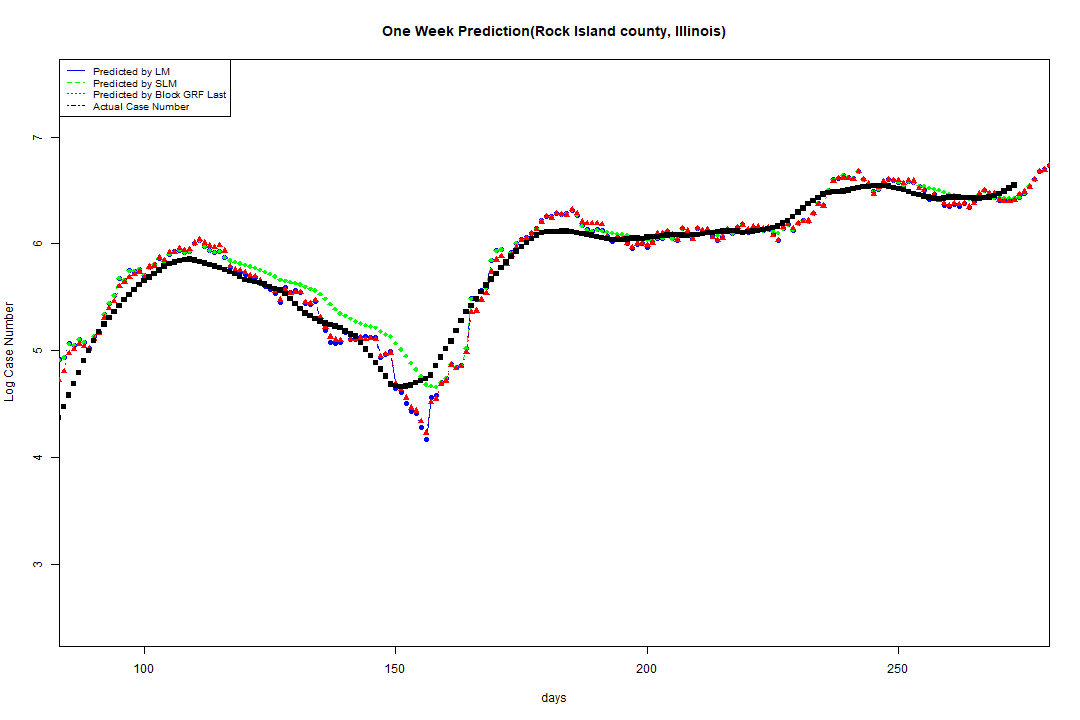 One Week Prediction(Rock Island county, Illinois)
Predicted by LM
Predicted by SLM
Predicted by Block GRF Last
Actual Case Number
7
6
5
4
3
Log Case Number
100 150 200 250
days